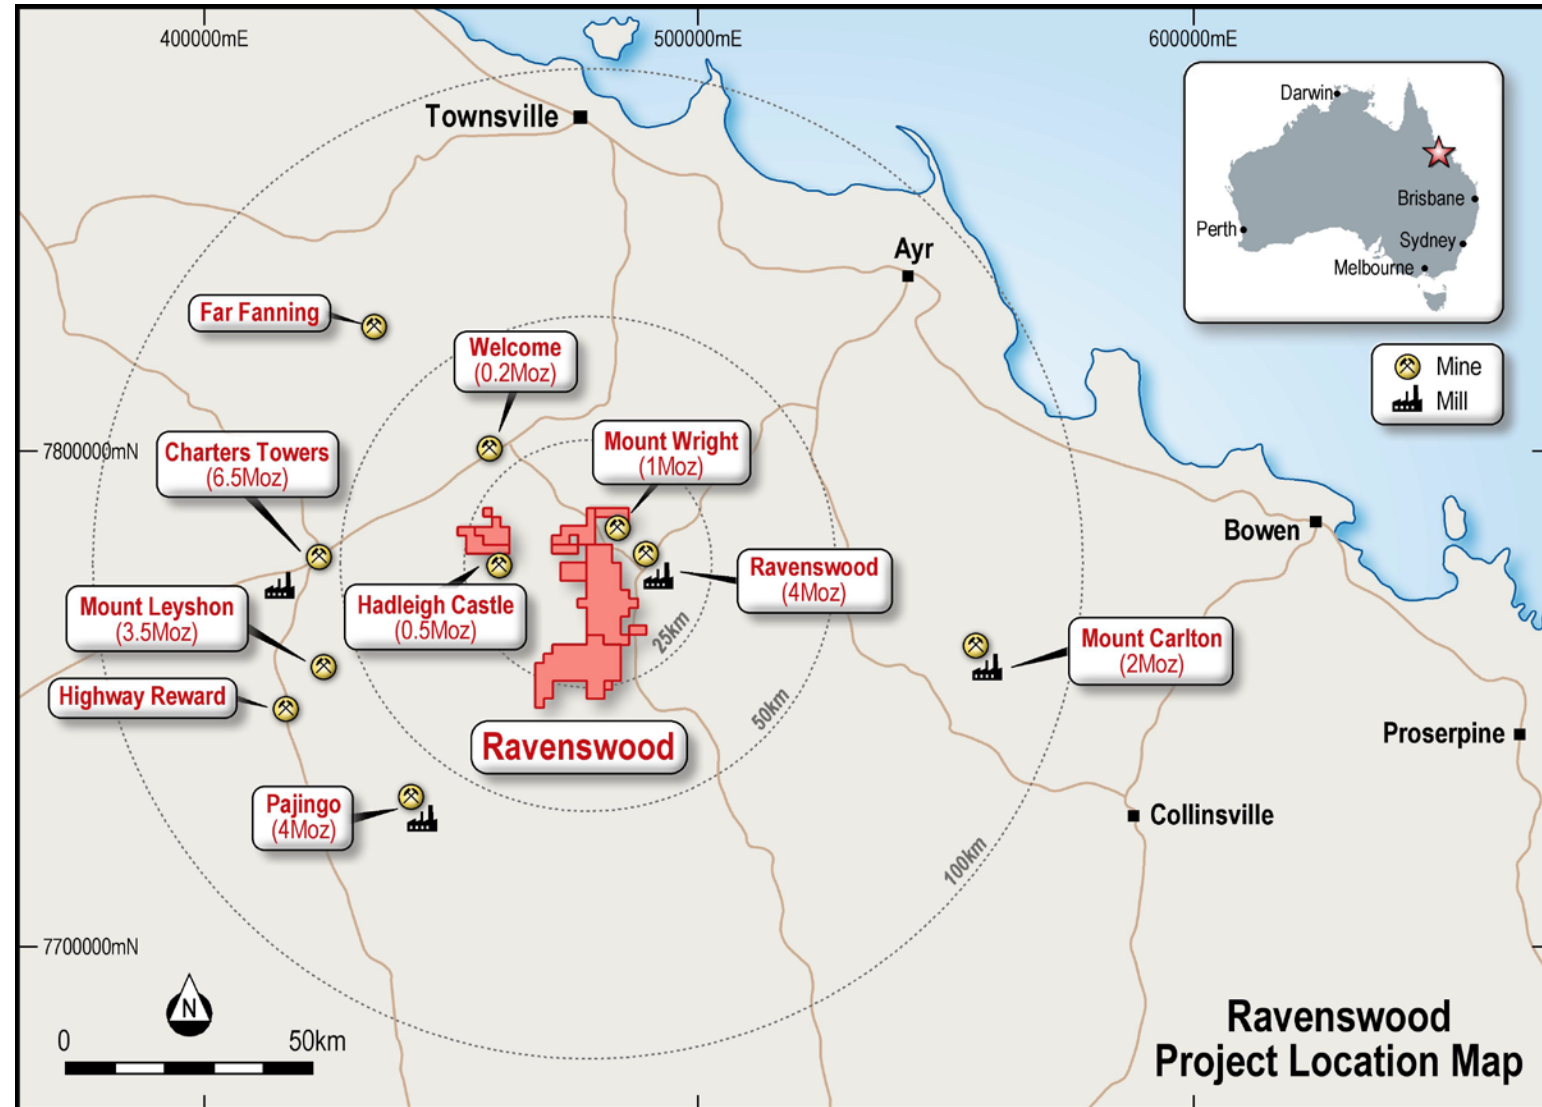 400000mE
500000mE
600000mE
Townsville
Darwin
Brisbane
Perth
Sydney
Melbourne
Ayr
Far Fanning
Welcome
(0.2Moz)
Mine
Mill
7800000mN
Charters Towers
(6.5Moz)
Mount Wright
(1Moz)
Bowen
Ravenswood
(4Moz)
Hadleigh Castle
(0.5Moz)
Mount Leyshon
(3.5Moz)
25km
Mount Carlton
(2Moz)
Highway Reward
50km
Ravenswood
Proserpine
Pajingo
(4Moz)
Collinsville
100km
7700000mN
N
0
50km
Ravenswood
Project Location Map